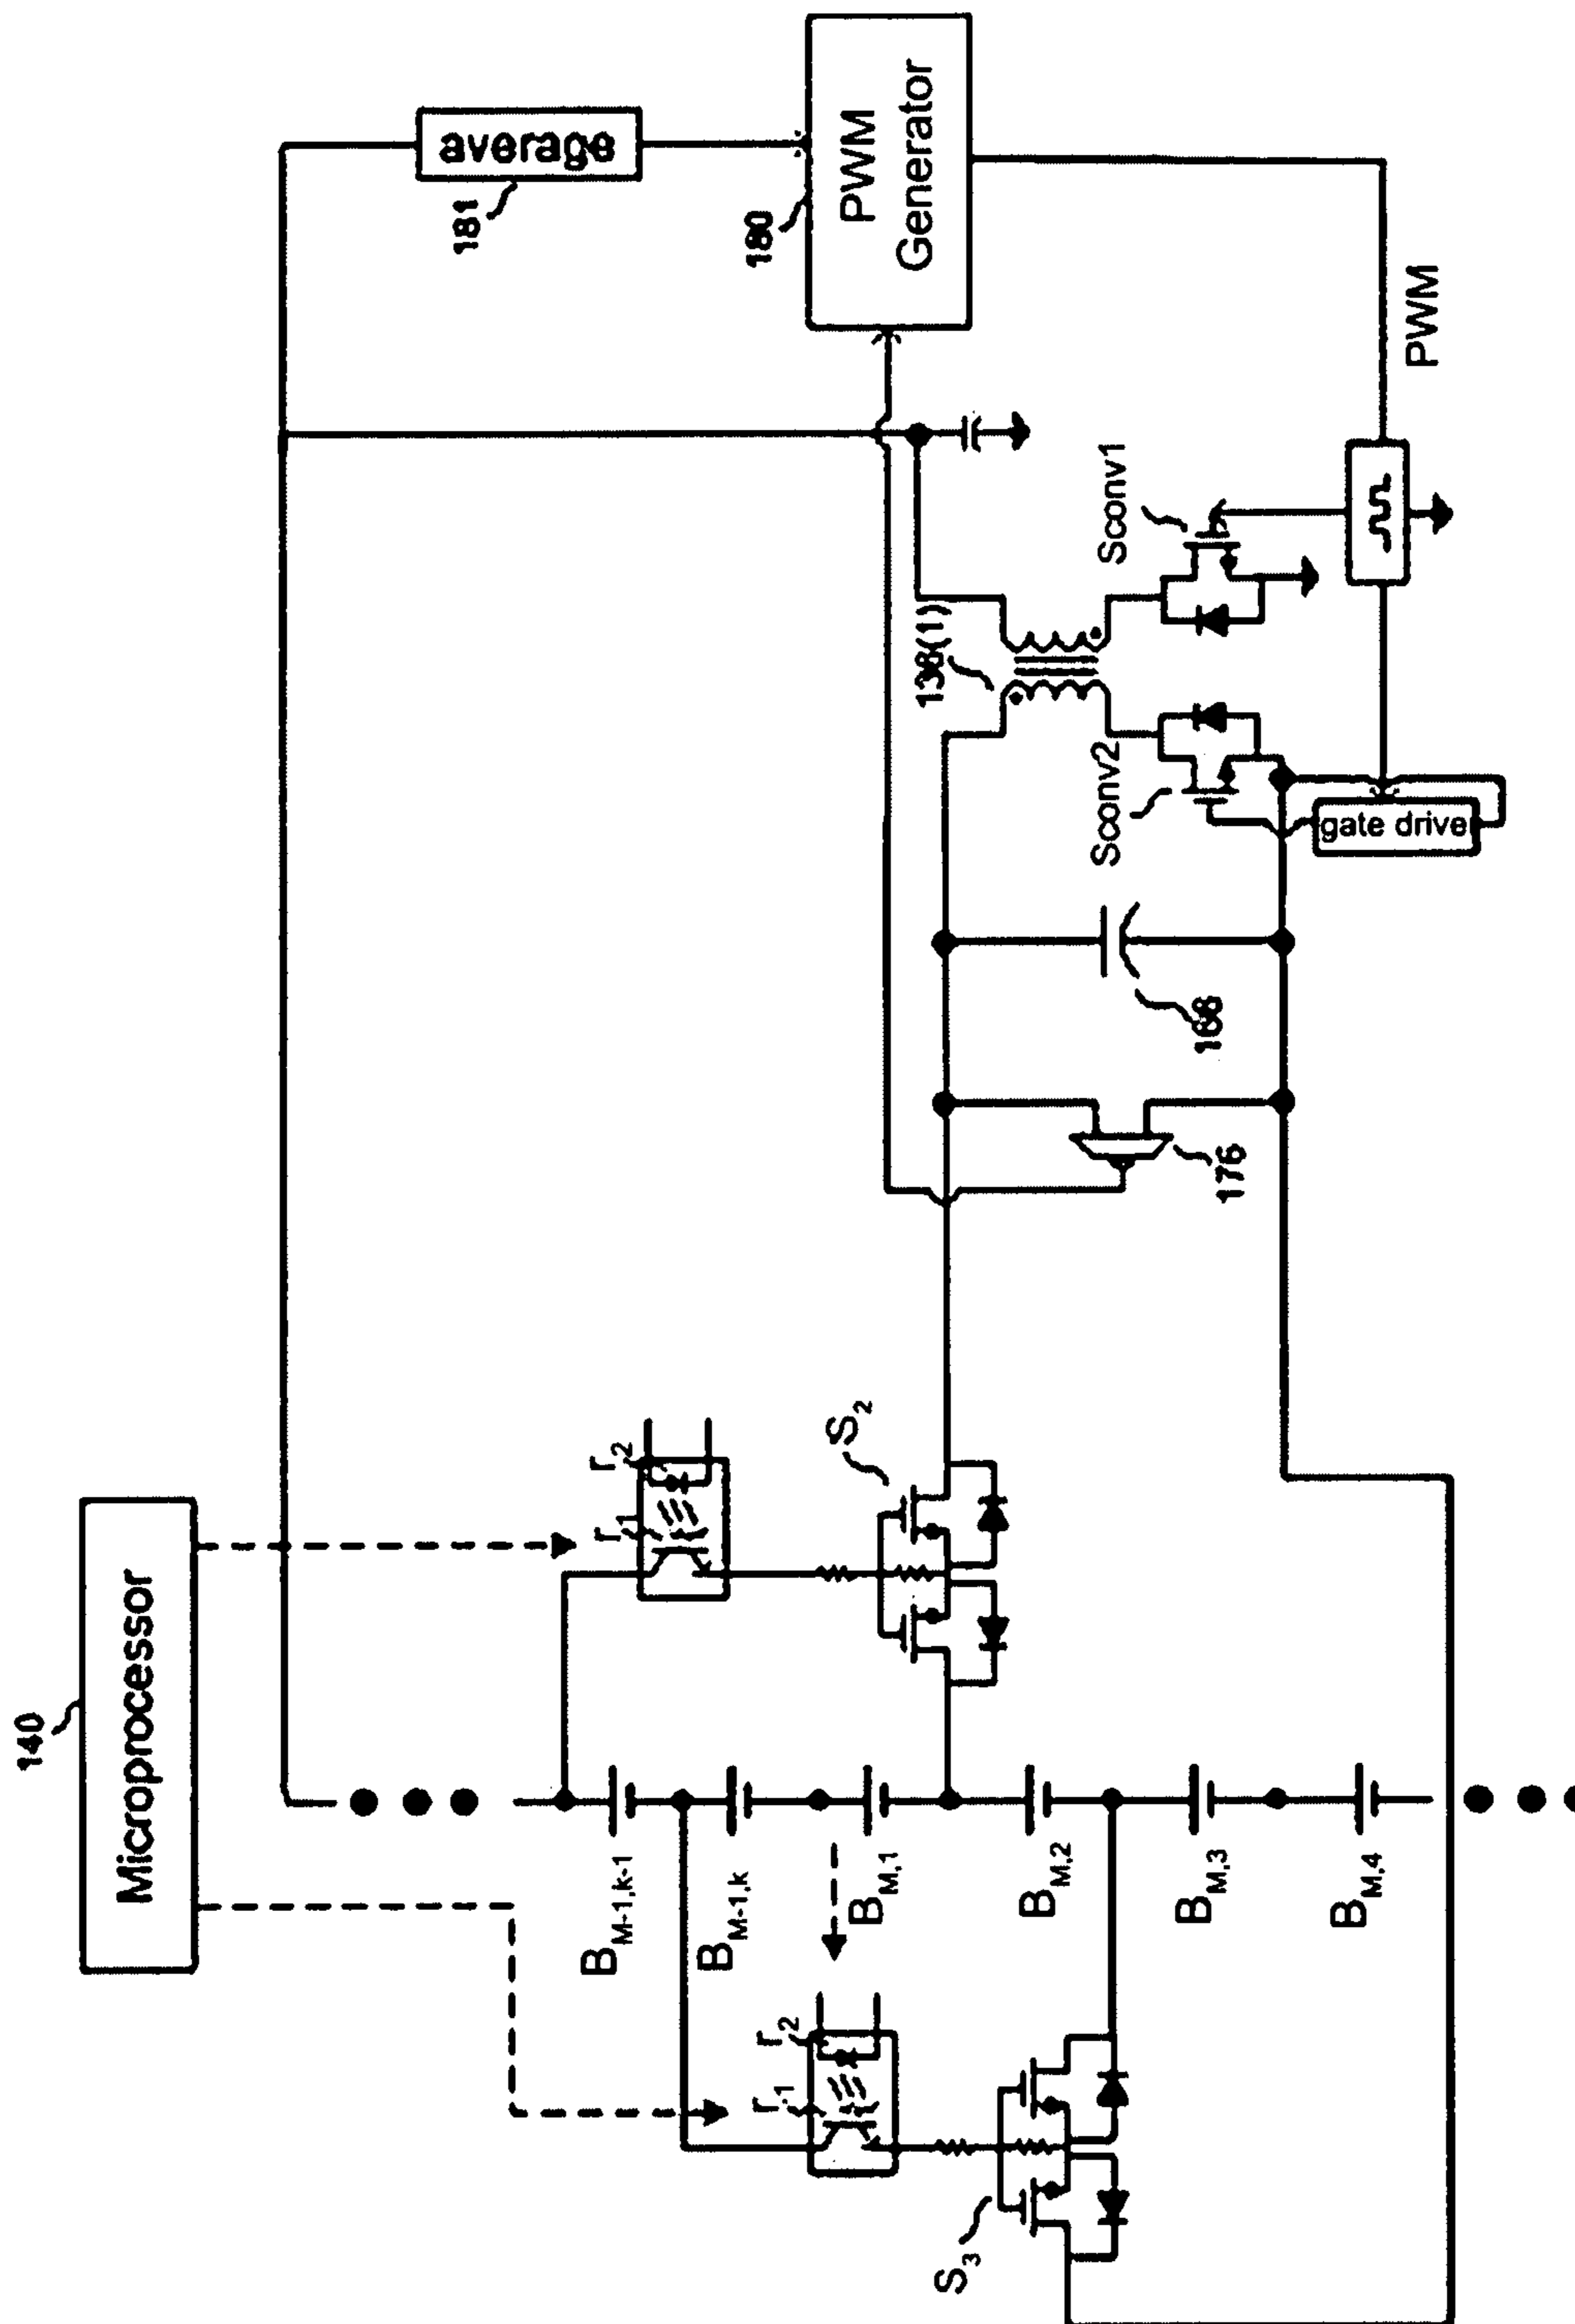 140
Microprocessor
average
181
180
PWM
Generator
PWM
r1
r2
S2
138(1)
Sconv1
Sconv2
gate drive
168
176
BM-1,k-1
BM-1,k
BM,1
BM,2
BM,3
BM,4
r1
r2
S3